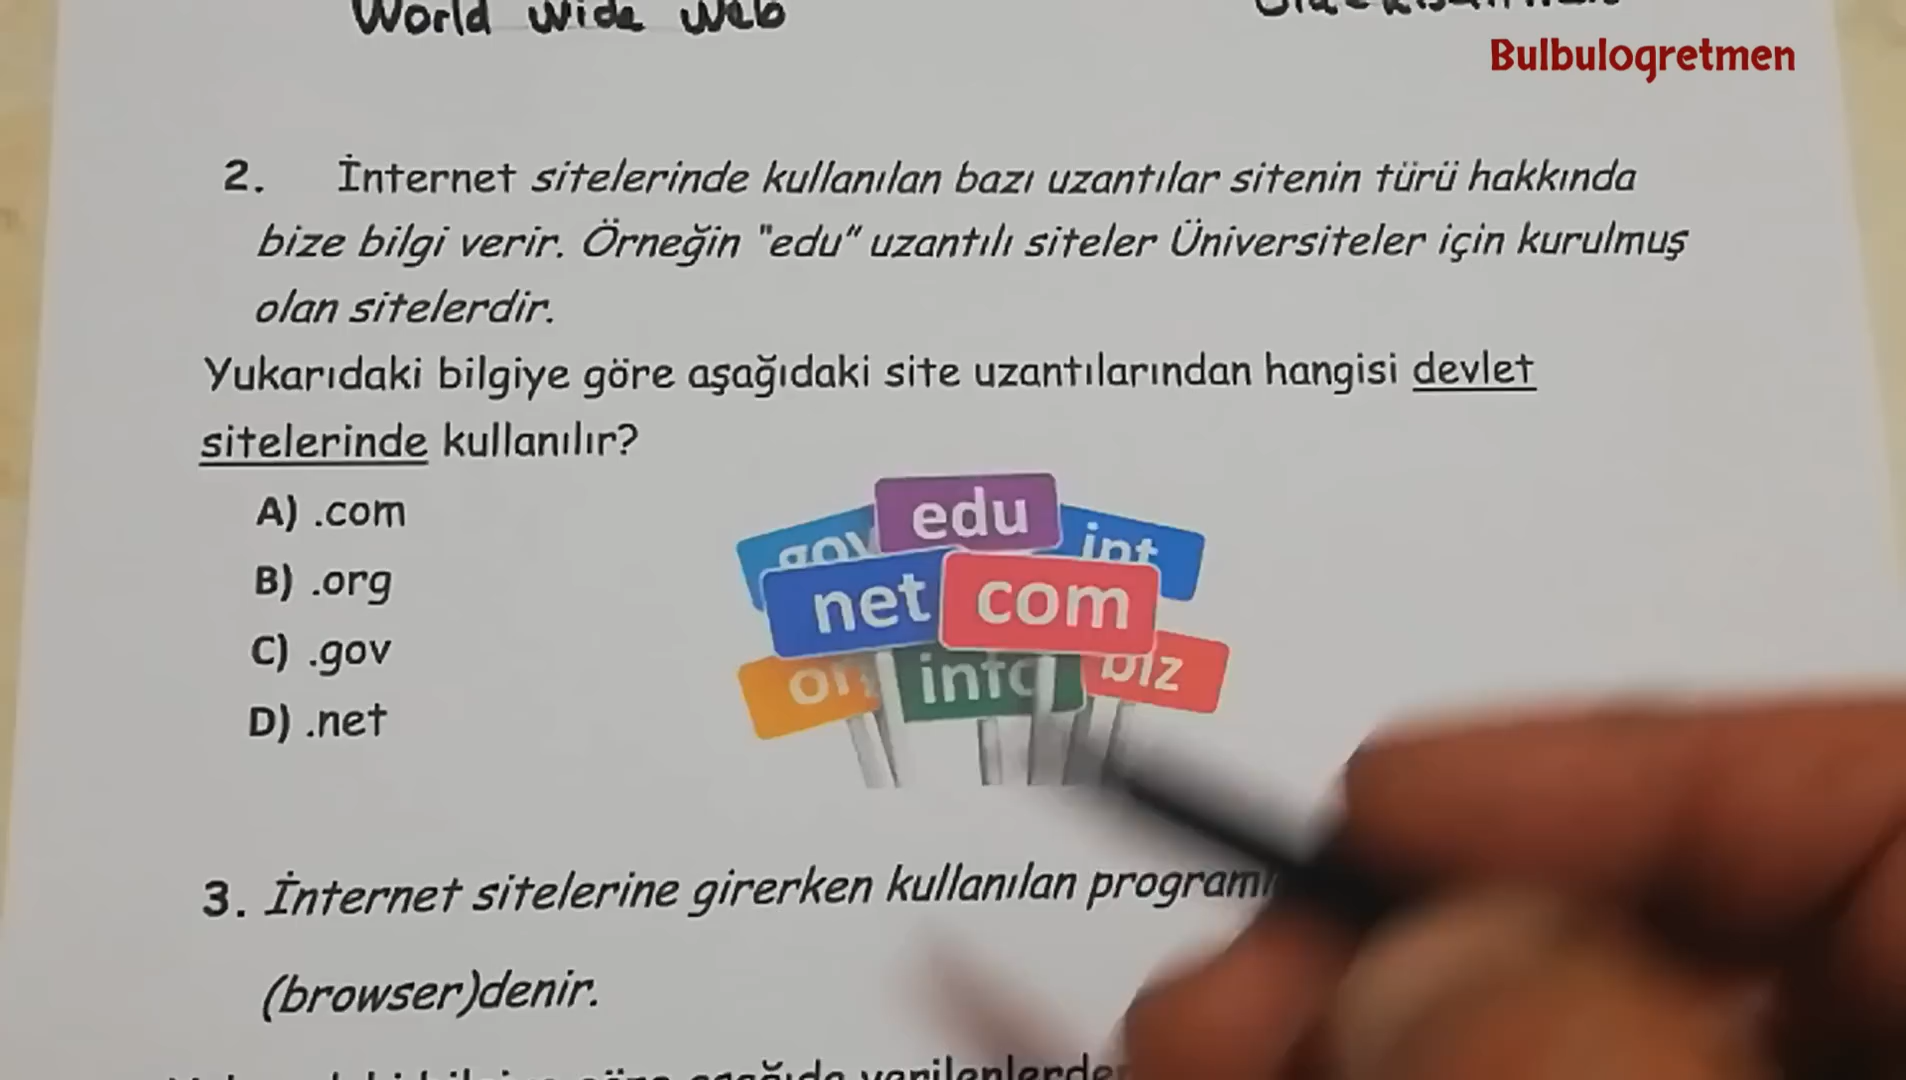 World Wide Web
Bulbulogretmen
2. İnternet sitelerinde kullanılan bazı uzantılar sitenin türü hakkında
bize bilgi verir. Örneğin "edu" uzantılı siteler Üniversiteler için kurulmuş
olan sitelerdir.
Yukarıdaki bilgiye göre aşağıdaki site uzantılarından hangisi devlet
sitelerinde kullanılır?
A) .com
B) .org
C) .gov
D) .net
gov edu int
net com
info biz
3. İnternet sitelerine girerken kullanılan
(browser)denir.